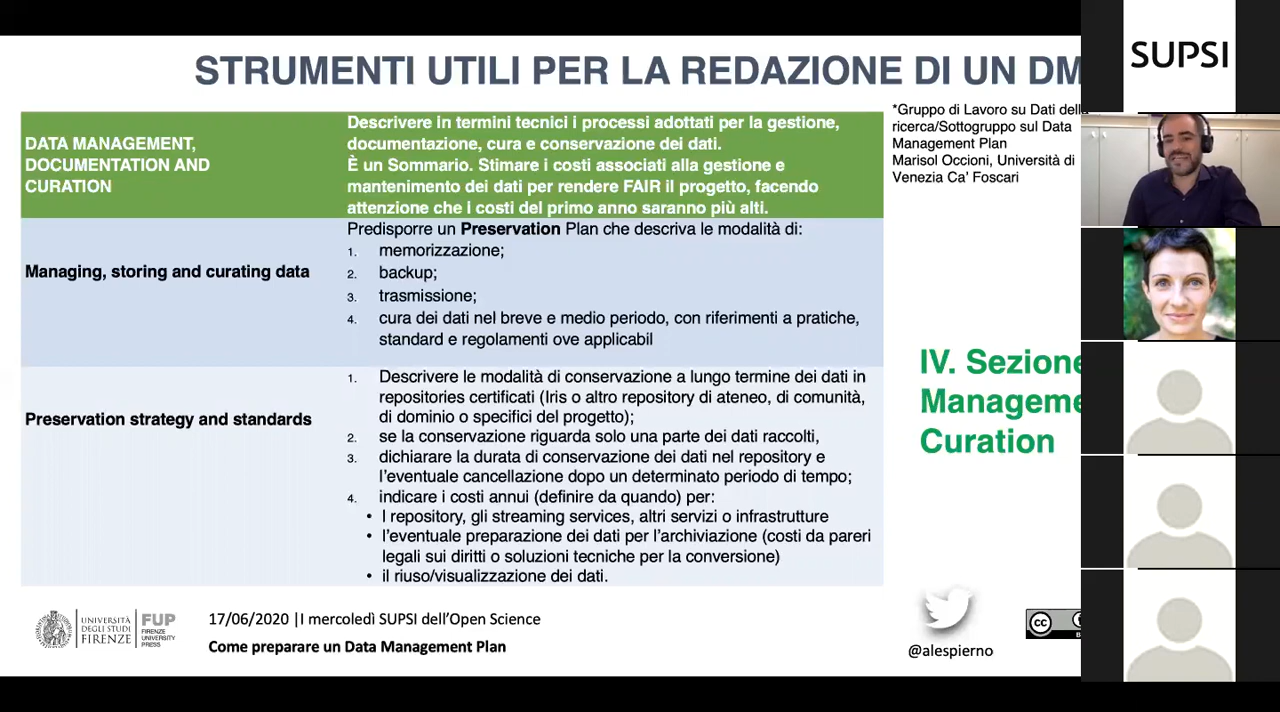 STRUMENTI UTILI PER LA REDAZIONE DI UN DM
SUPSI
DATA MANAGEMENT,
DOCUMENTATION AND
CURATION
Descrivere in termini tecnici i processi adottati per la gestione,
documentazione, cura e conservazione dei dati.
È un Sommario. Stimare i costi associati alla gestione e
mantenimento dei dati per rendere FAIR il progetto, facendo
attenzione che i costi del primo anno saranno più alti.
Managing, storing and curating data
Predisporre un Preservation Plan che descriva le modalità di:
1. memorizzazione;
2. backup;
3. trasmissione;
4. cura dei dati nel breve e medio periodo, con riferimenti a pratiche,
standard e regolamenti ove applicabil
Preservation strategy and standards
1. Descrivere le modalità di conservazione a lungo termine dei dati in
repositories certificati (Iris o altro repository di ateneo, di comunità,
di dominio o specifici del progetto);
2. se la conservazione riguarda solo una parte dei dati raccolti,
3. dichiarare la durata di conservazione dei dati nel repository e
l'eventuale cancellazione dopo un determinato periodo di tempo;
4. indicare i costi annui (definire da quando) per:
• I repository, gli streaming services, altri servizi o infrastrutture
• l'eventuale preparazione dei dati per l'archiviazione (costi da pareri
legali sui diritti o soluzioni tecniche per la conversione)
• il riuso/visualizzazione dei dati.
*Gruppo di Lavoro su Dati della
ricerca/Sottogruppo sul Data
Management Plan
Marisol Occioni, Università di
Venezia Ca' Foscari
IV. Sezione
Manageme
Curation
UNIVERSITÀ
DEGLI STUDI
FIRENZE
FUP
FIRENZE
UNIVERSITY
PRESS
17/06/2020 |I mercoledì SUPSI dell'Open Science
Come preparare un Data Management Plan
@alespierno
cc